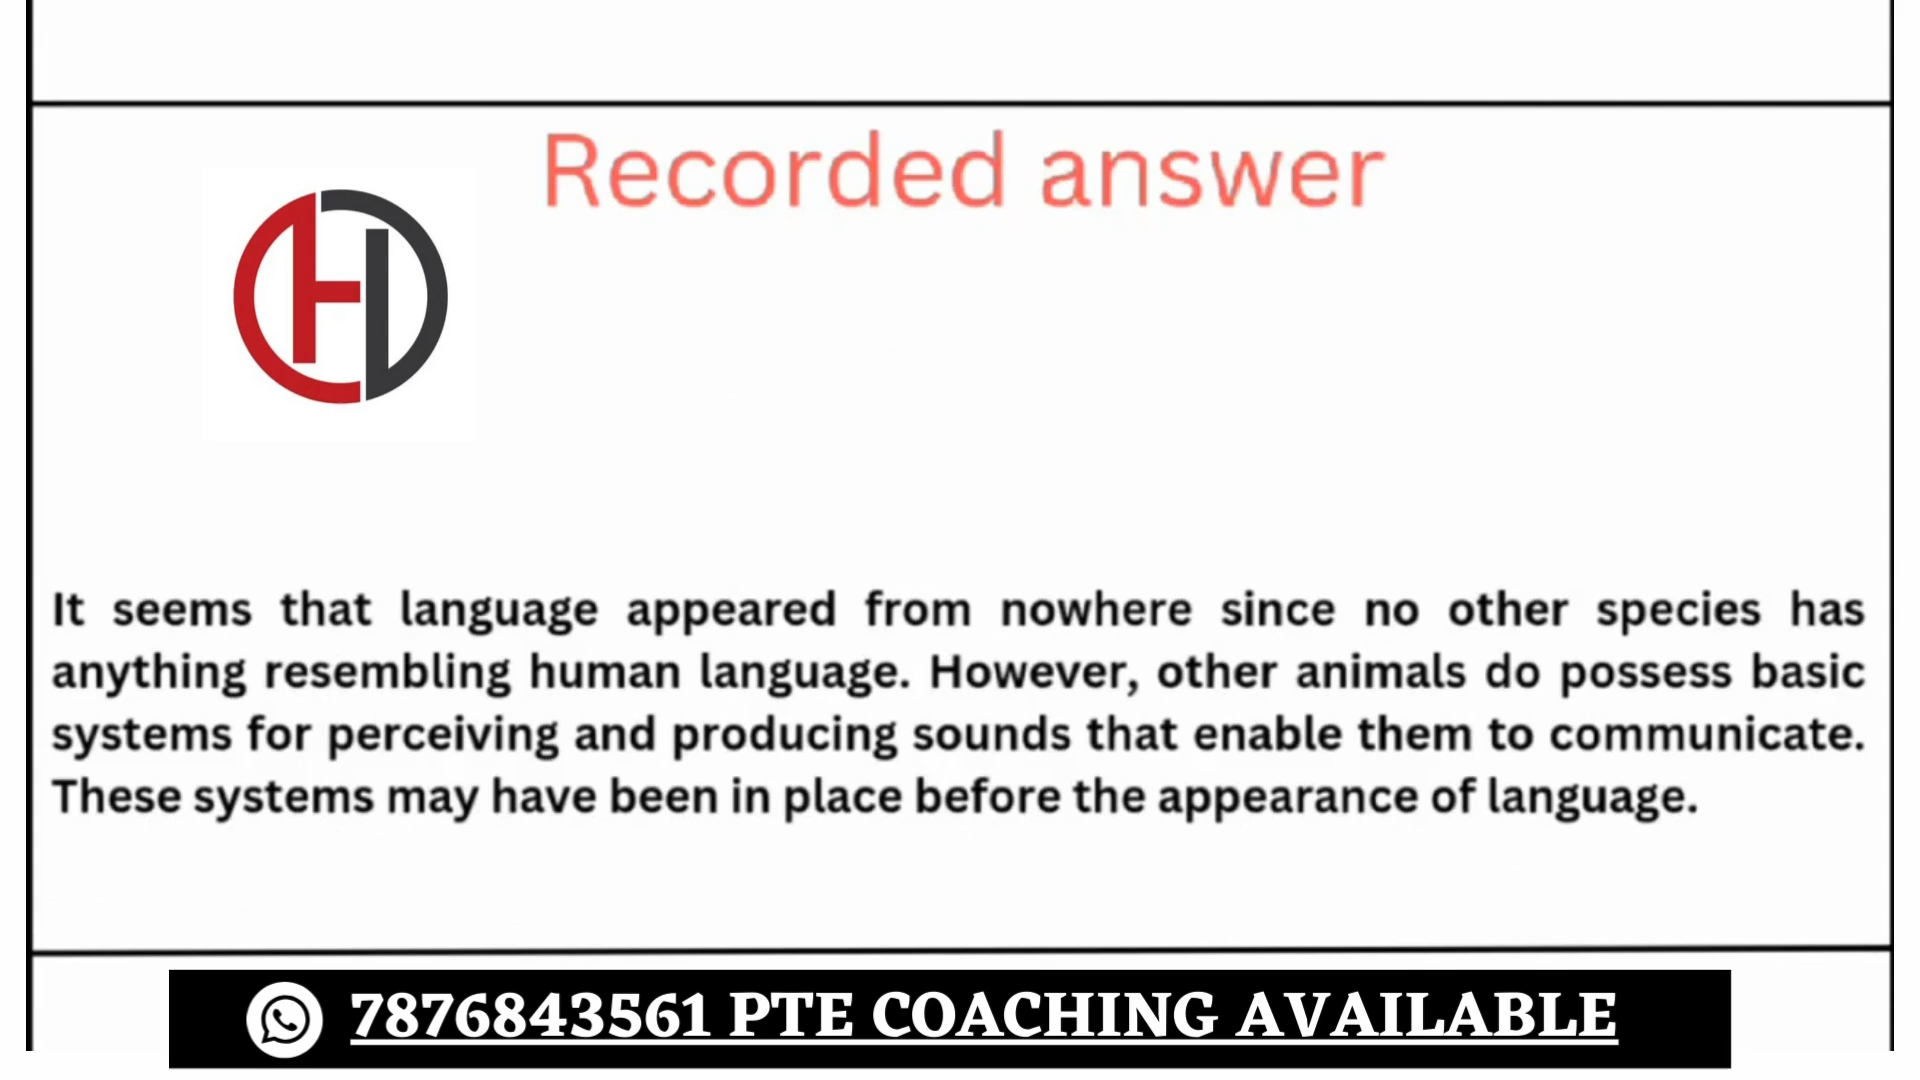 Recorded answer
It seems that language appeared from nowhere since no other species has
anything resembling human language. However, other animals do possess basic
systems for perceiving and producing sounds that enable them to communicate.
These systems may have been in place before the appearance of language.
7876843561 PTE COACHING AVAILABLE